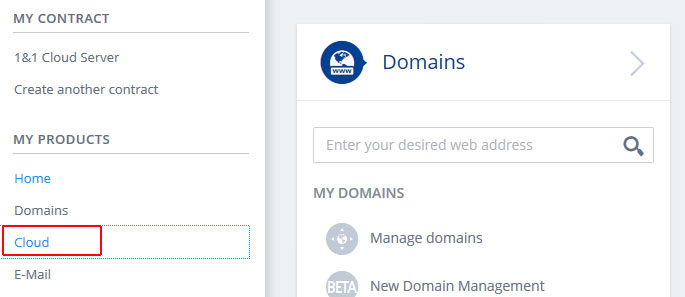 MY CONTRACT
1&1 Cloud Server
Create another contract
MY PRODUCTS
Home
Domains
Cloud
E-Mail
www
Domains
Enter your desired web address
MY DOMAINS
Manage domains
BETA
New Domain Management